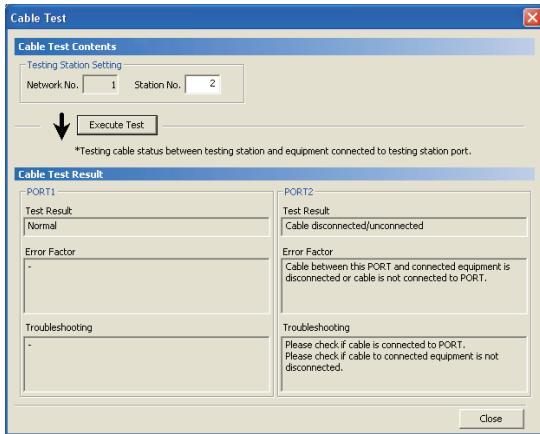 Cable Test
Cable Test Contents
Testing Station Setting
Network No. 1 Station No. 2
Execute Test
*Testing cable status between testing station and equipment connected to testing station port.
Cable Test Result
PORT1
Test Result
Normal
Error Factor
-
Troubleshooting
-
PORT2
Test Result
Cable disconnected/unconnected
Error Factor
Cable between this PORT and connected equipment is
disconnected or cable is not connected to PORT.
Troubleshooting
Please check if cable is connected to PORT.
Please check if cable to connected equipment is not
disconnected.
Close